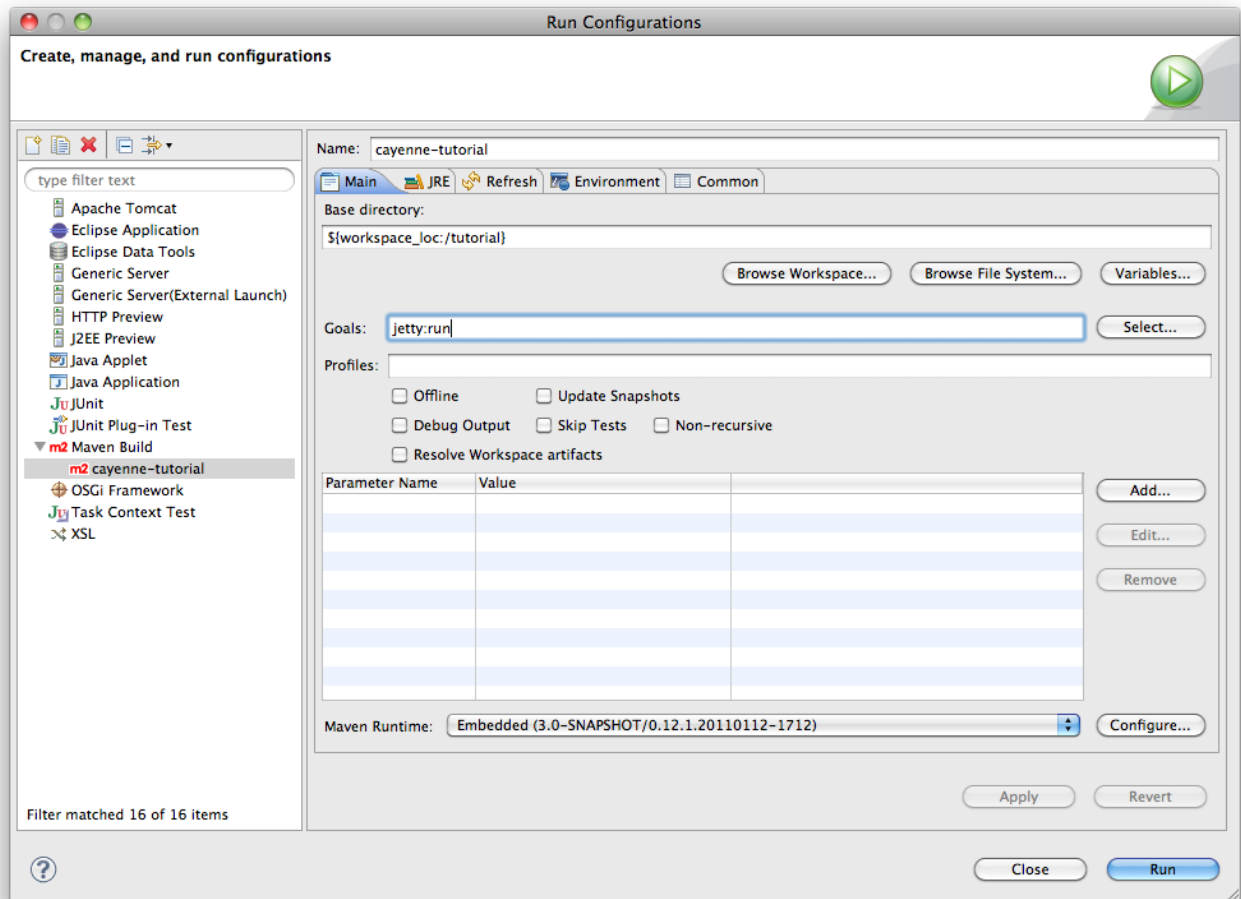 Run Configurations
Create, manage, and run configurations
type filter text
Apache Tomcat
Eclipse Application
Eclipse Data Tools
Generic Server
Generic Server(External Launch)
HTTP Preview
J2EE Preview
Java Applet
Java Application
Ju JUnit
Ju JUnit Plug-in Test
m2 Maven Build
m2 cayenne-tutorial
OSGi Framework
Ju Task Context Test
XSL
Filter matched 16 of 16 items
Name: cayenne-tutorial
Main JRE Refresh Environment Common
Base directory:
${workspace_loc:/tutorial}
Browse Workspace... Browse File System... Variables...
Goals: jetty:run Select...
Profiles:
Offline Update Snapshots
Debug Output Skip Tests Non-recursive
Resolve Workspace artifacts
Parameter Name Value
Add...
Edit...
Remove
Maven Runtime: Embedded (3.0-SNAPSHOT/0.12.1.20110112-1712) Configure...
Apply Revert
? Close Run